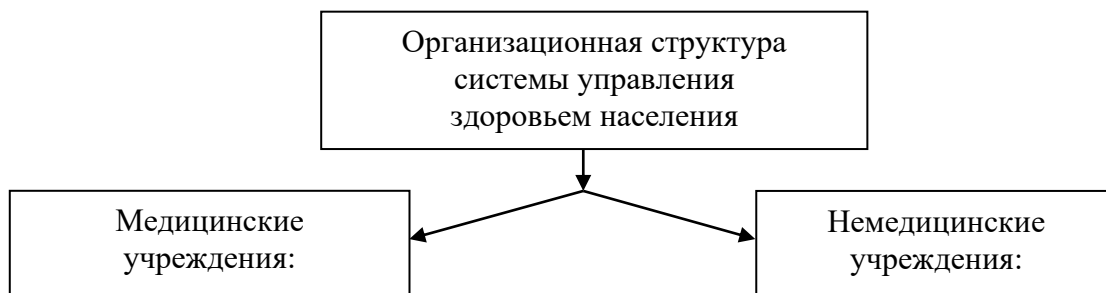 Организационная структура
системы управления
здоровьем населения
Медицинские
учреждения:
Немедицинские
учреждения: